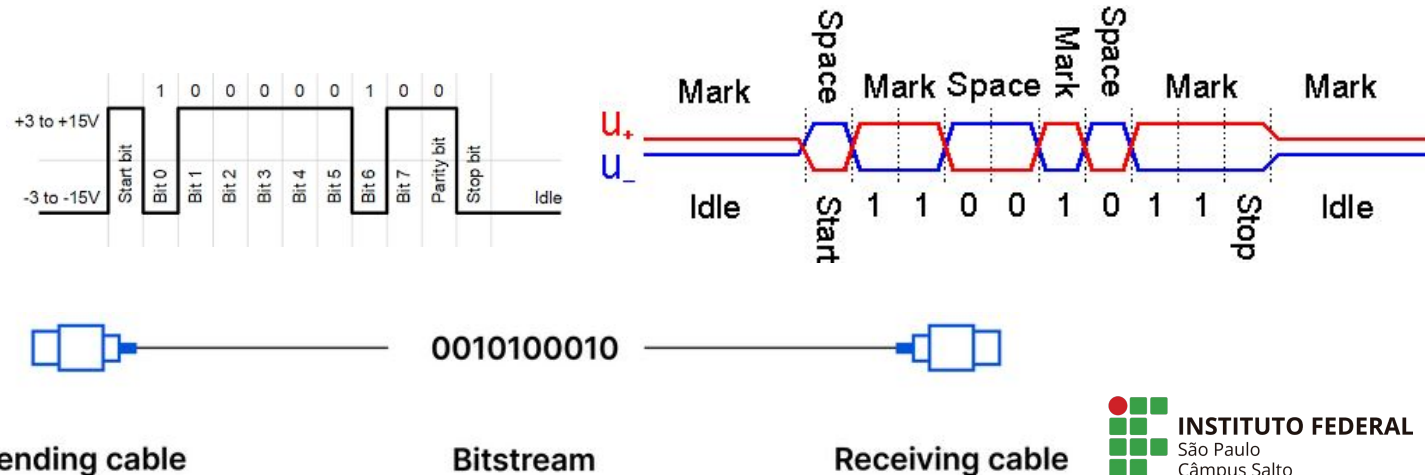 1 0 0 0 0 0 1 0 0
+3 to +15V
-3 to -15V
Start bit
Bit 0
Bit 1
Bit 2
Bit 3
Bit 4
Bit 5
Bit 6
Bit 7
Parity bit
Stop bit
Idle
Mark
Space
Mark
Space
Mark
Space
Mark
Mark
u+
u-
Idle
Start
1 1 0 0 1 0 1 1
Stop
Idle
0010100010
ending cable
Bitstream
Receiving cable
INSTITUTO FEDERAL
São Paulo
Câmpus Salto